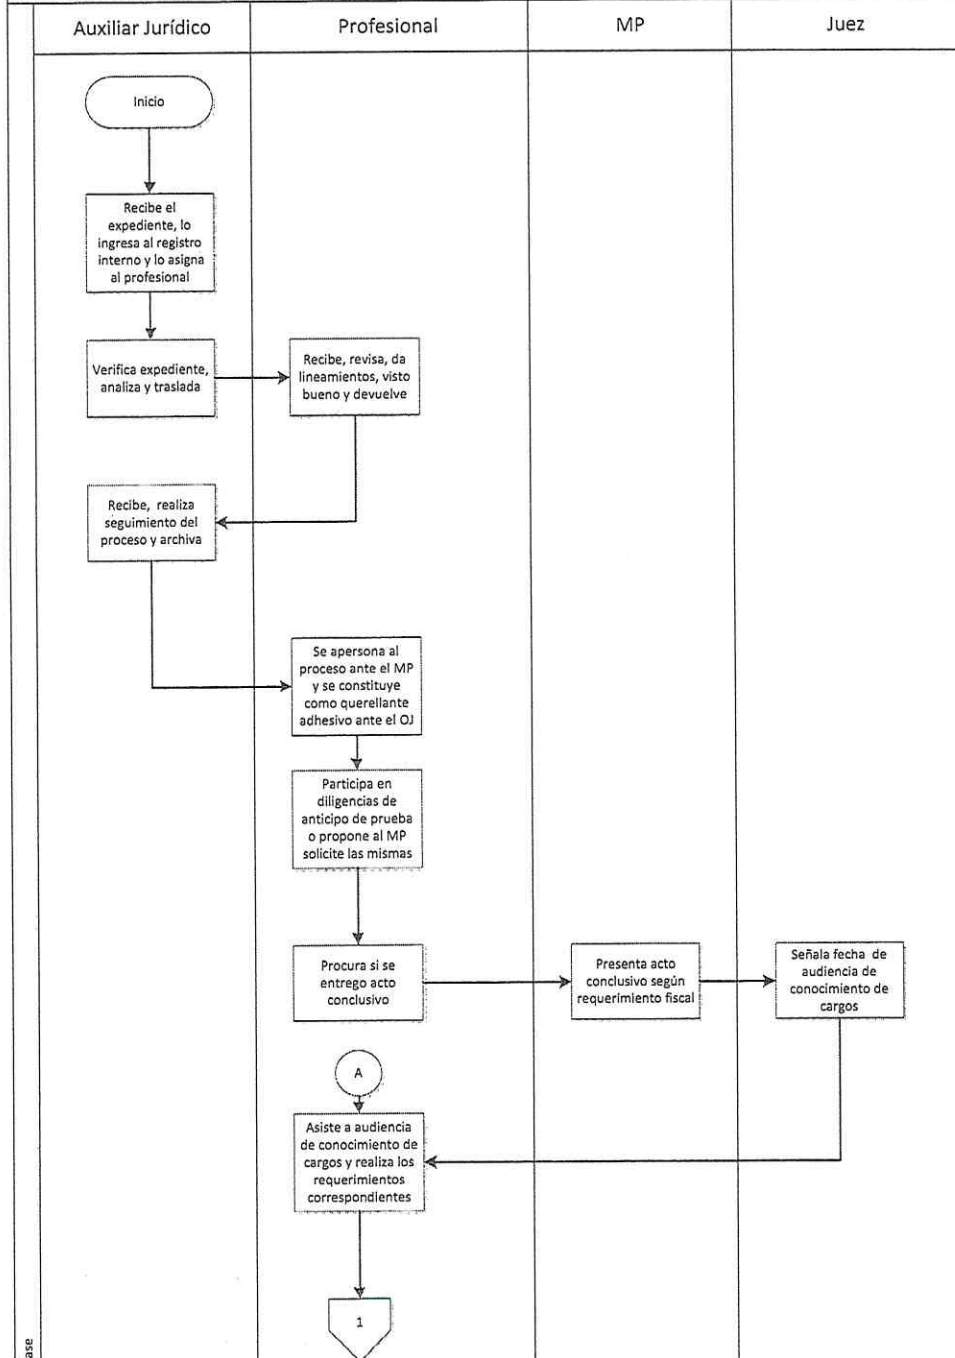 Auxiliar Jurídico
Profesional
MP
Juez
Inicio
Recibe el
expediente, lo
ingresa al registro
interno y lo asigna
al profesional
Verifica expediente,
analiza y traslada
Recibe, revisa, da
lineamientos, visto
bueno y devuelve
Recibe, realiza
seguimiento del
proceso y archiva
Se apersona al
proceso ante el MP
y se constituye
como querellante
adhesivo ante el OJ
Participa en
diligencias de
anticipo de prueba
o propone al MP
solicite las mismas
Procura si se
entrego acto
conclusivo
Presenta acto
conclusivo según
requerimiento fiscal
Señala fecha de
audiencia de
conocimiento de
cargos
A
Asiste a audiencia
de conocimiento de
cargos y realiza los
requerimientos
correspondientes
1
ase